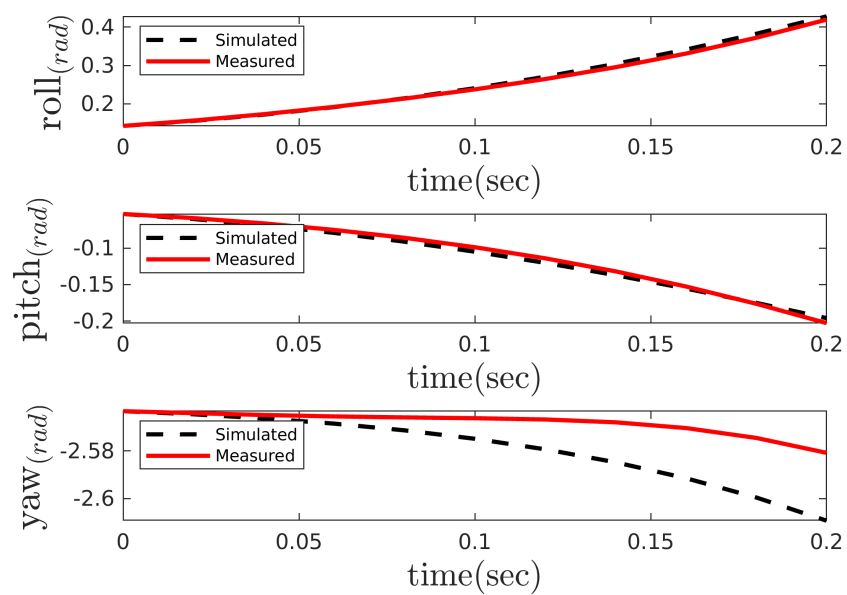 roll(rad)
0.4
0.3
0.2
Simulated
Measured
0 0.05 0.1 0.15 0.2
time(sec)
pitch(rad)
-0.1
-0.15
-0.2
Simulated
Measured
0 0.05 0.1 0.15 0.2
time(sec)
yaw(rad)
-2.58
-2.6
Simulated
Measured
0 0.05 0.1 0.15 0.2
time(sec)